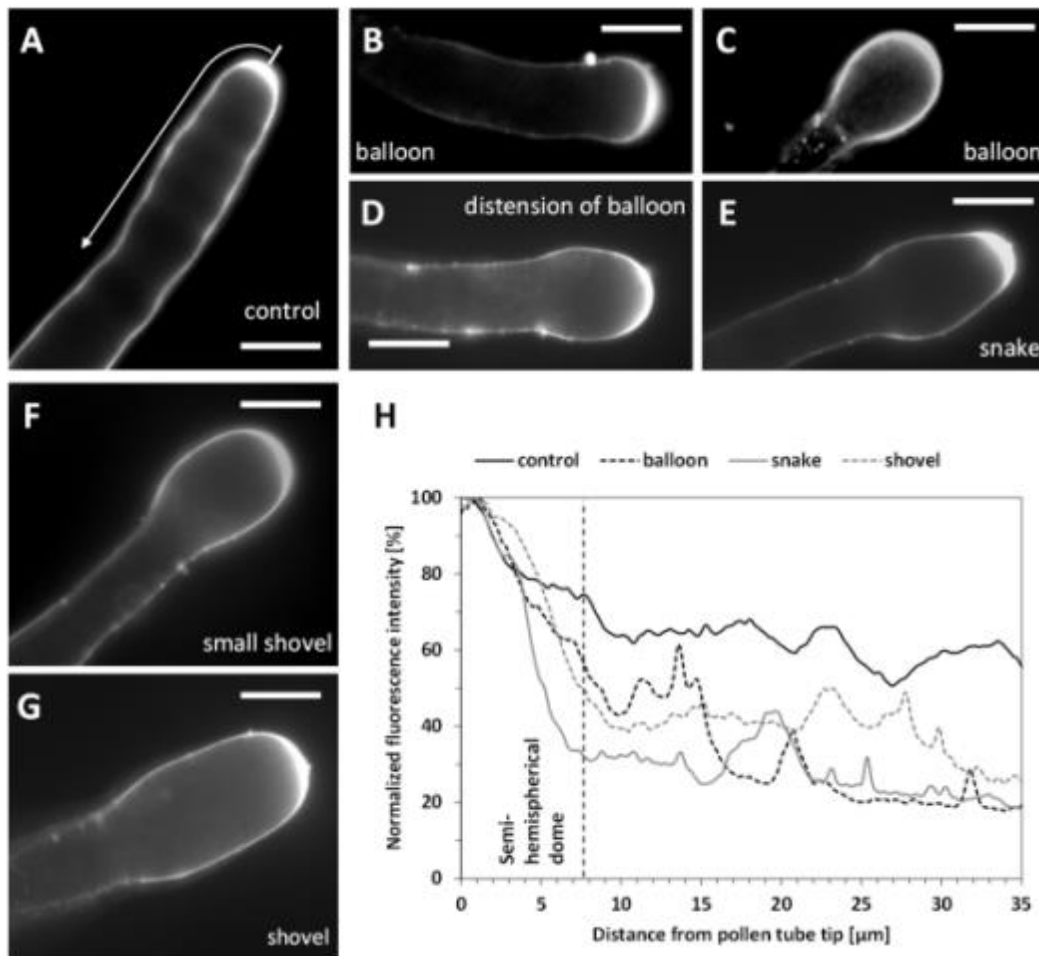 A
control
B
balloon
C
balloon
D
distension of balloon
E
snake
F
small shovel
G
shovel
H
control balloon snake shovel
Normalized fluorescence intensity [%]
100
80
60
40
20
0
Semi-
hemispherical
dome
0 5 10 15 20 25 30 35
Distance from pollen tube tip [µm]